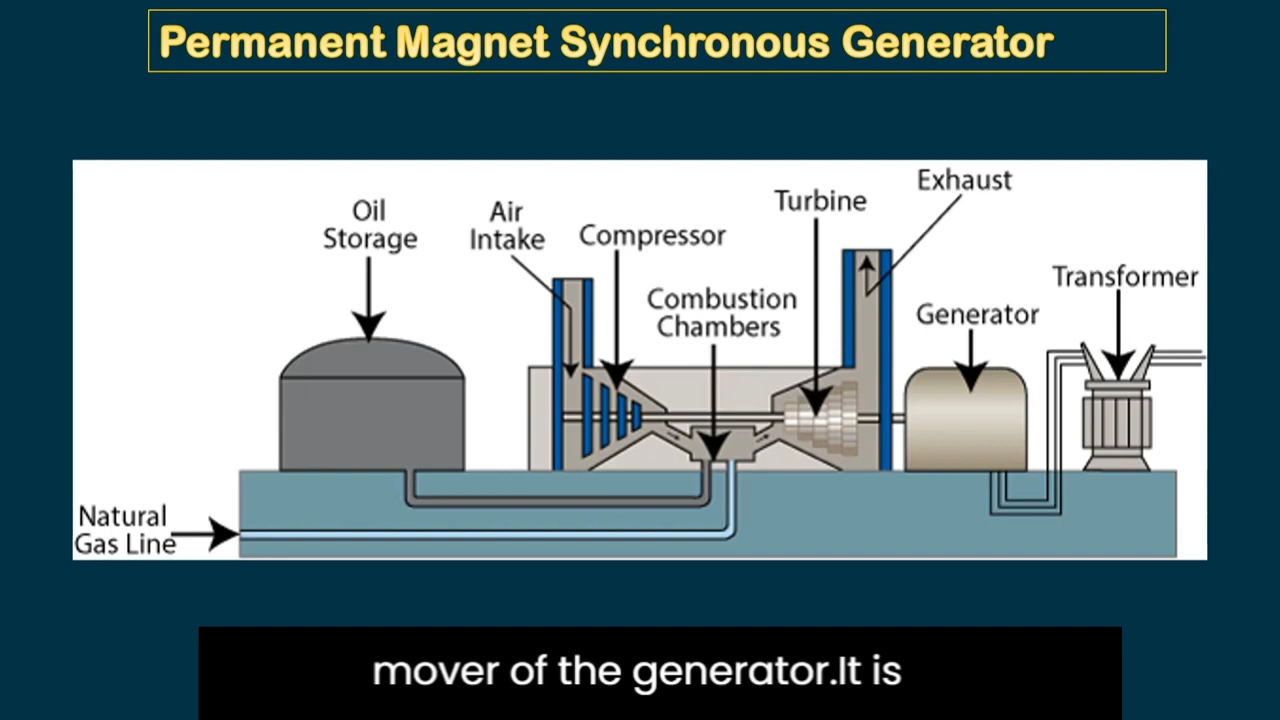 Permanent Magnet Synchronous Generator
Exhaust
Turbine
Oil
Storage
Air
Intake
Compressor
Transformer
Combustion
Chambers
Generator
Natural
Gas Line
mover of the generator.It is